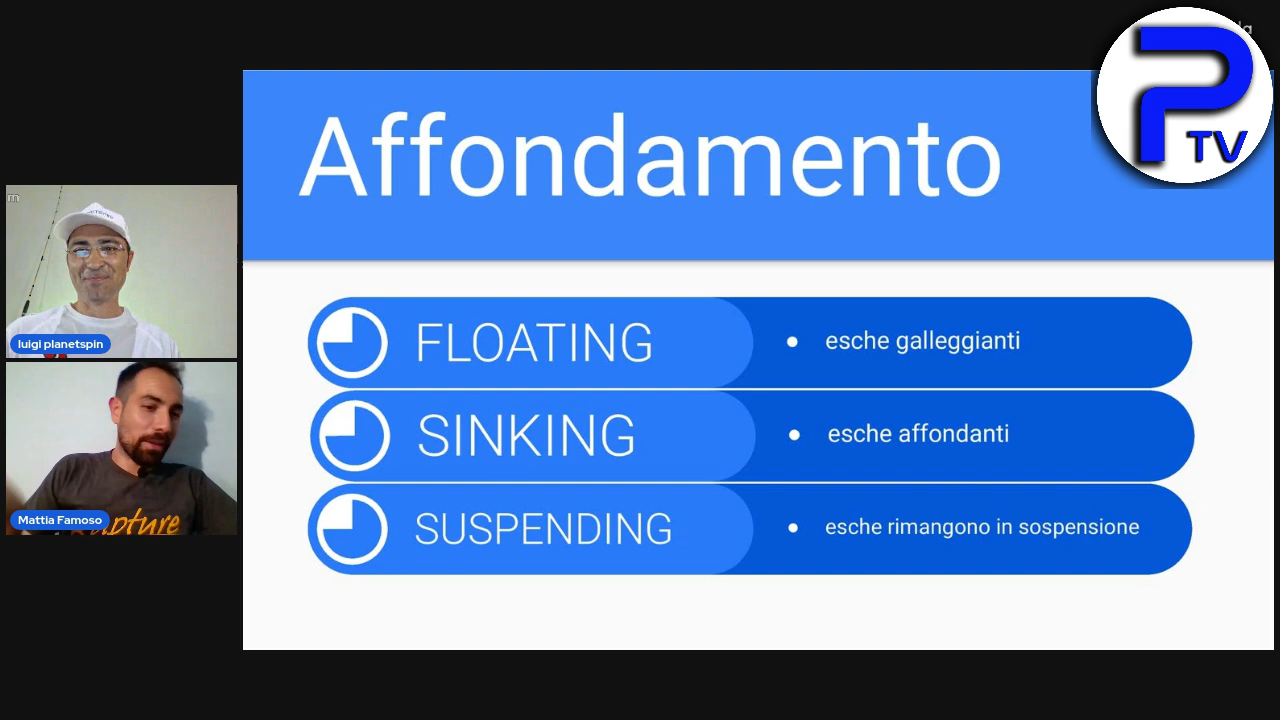 Affondamento
P
TV
m
luigi planetspin
Mattia Famoso
FLOATING
● esche galleggianti
SINKING
● esche affondanti
SUSPENDING
● esche rimangono in sospensione